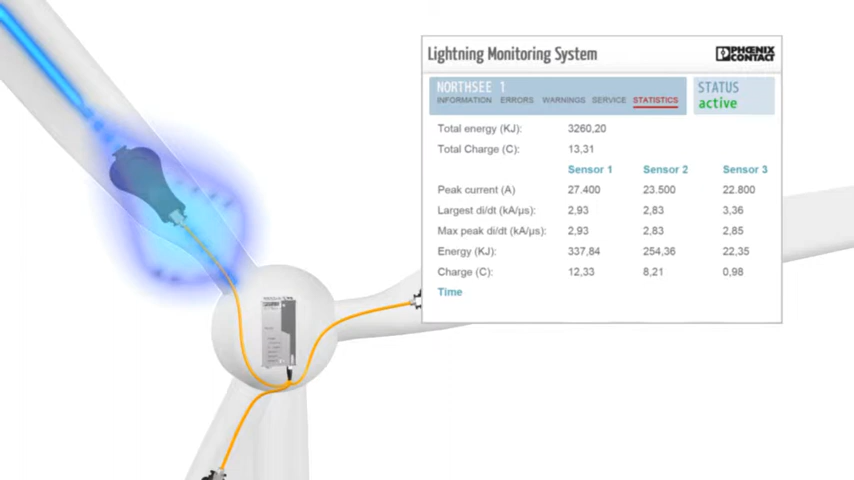 Lightning Monitoring System
PHŒNIX
CONTACT
NORTHSEE 1
INFORMATION ERRORS WARNINGS SERVICE STATISTICS
STATUS
active
Total energy (KJ): 3260,20
Total Charge (C): 13,31
Sensor 1 Sensor 2 Sensor 3
Peak current (A) 27.400 23.500 22.800
Largest di/dt (kA/µs): 2,93 2,83 3,36
Max peak di/dt (kA/µs): 2,93 2,83 2,85
Energy (KJ): 337,84 254,36 22,35
Charge (C): 12,33 8,21 0,98
Time